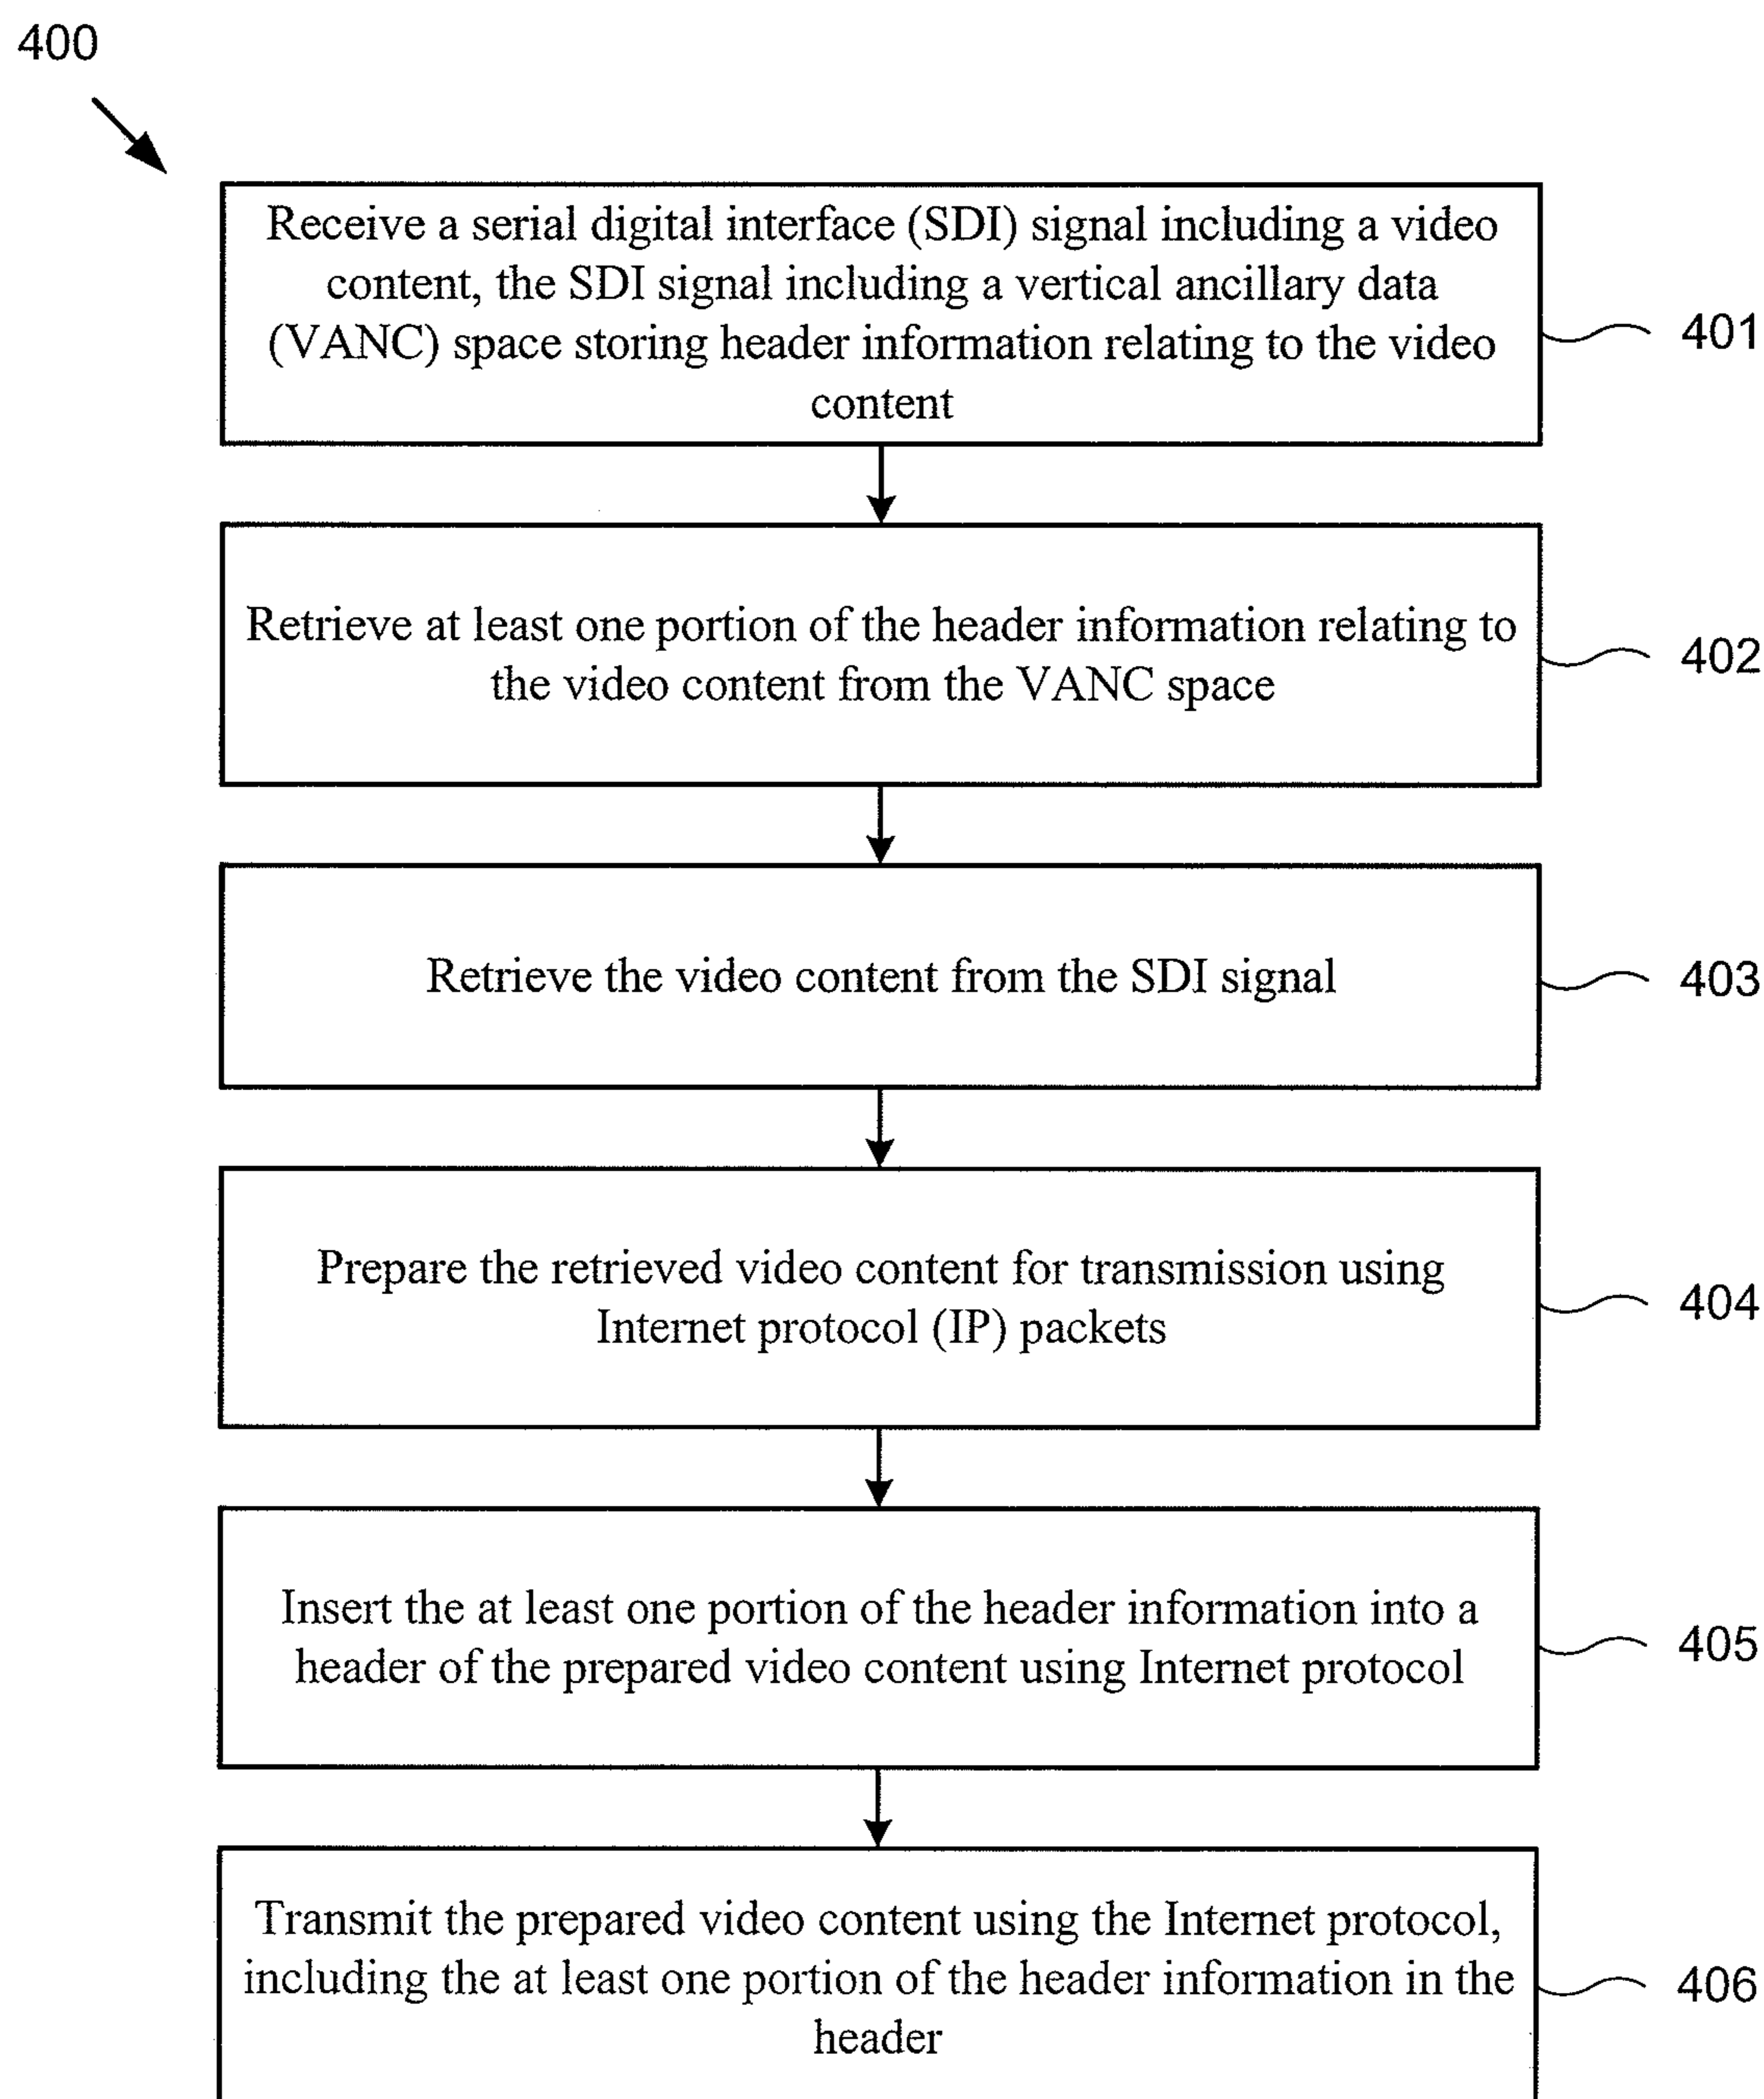 400
Receive a serial digital interface (SDI) signal including a video
content, the SDI signal including a vertical ancillary data
(VANC) space storing header information relating to the video
content
401
Retrieve at least one portion of the header information relating to
the video content from the VANC space
402
Retrieve the video content from the SDI signal
403
Prepare the retrieved video content for transmission using
Internet protocol (IP) packets
404
Insert the at least one portion of the header information into a
header of the prepared video content using Internet protocol
405
Transmit the prepared video content using the Internet protocol,
including the at least one portion of the header information in the
header
406